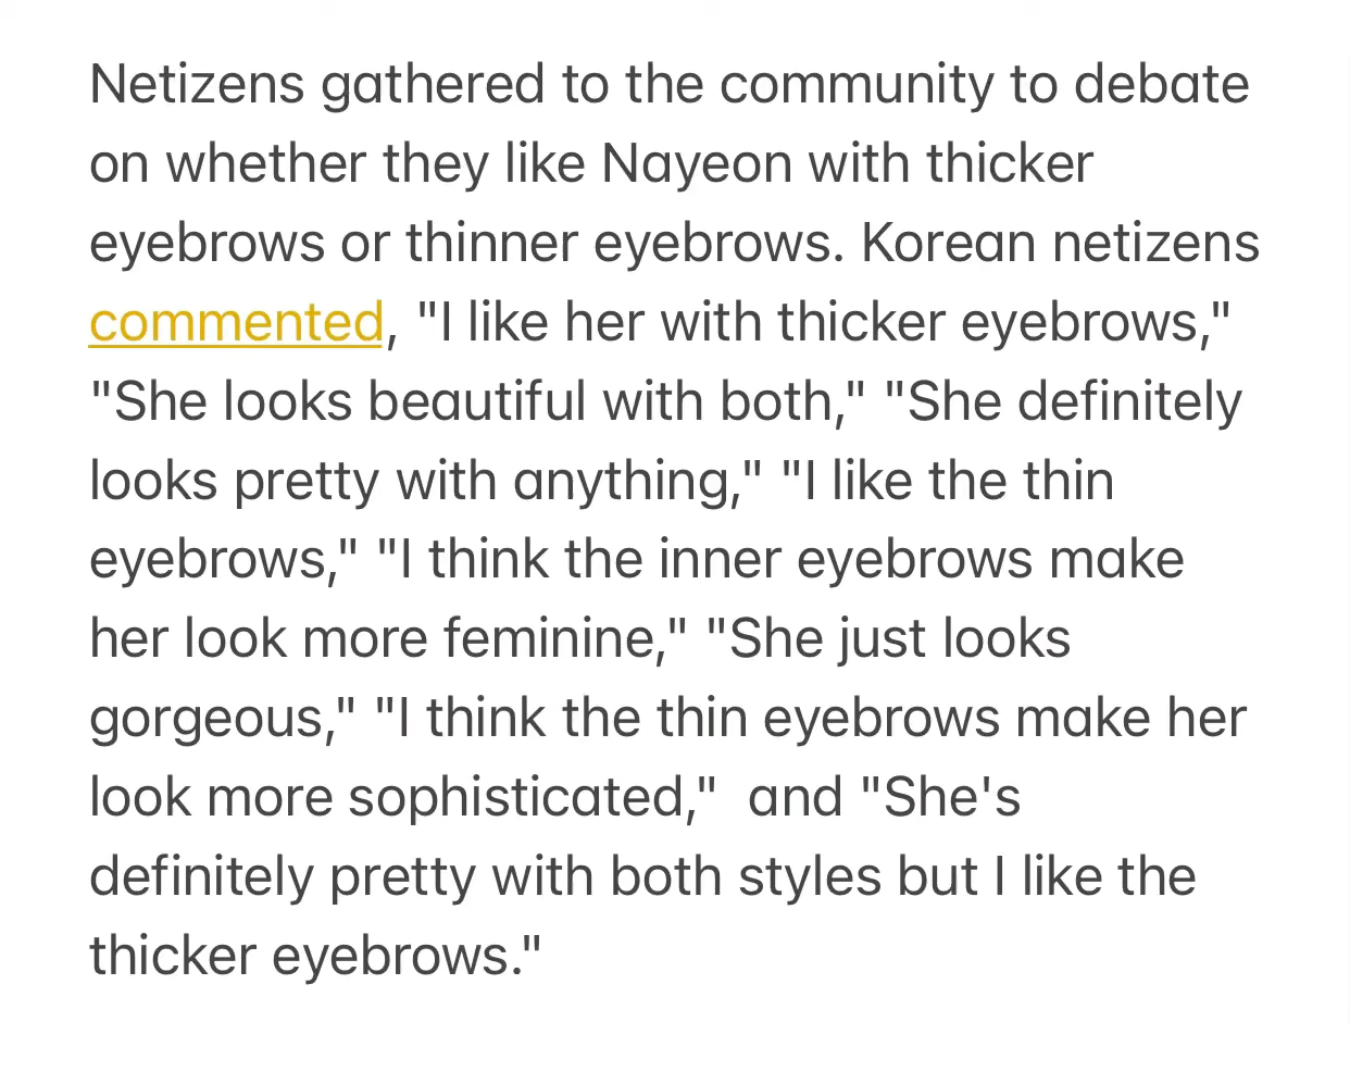 Netizens gathered to the community to debate
on whether they like Nayeon with thicker
eyebrows or thinner eyebrows. Korean netizens
commented, "I like her with thicker eyebrows,"
"She looks beautiful with both," "She definitely
looks pretty with anything," "I like the thin
eyebrows," "I think the inner eyebrows make
her look more feminine," "She just looks
gorgeous," "I think the thin eyebrows make her
look more sophisticated,"  and "She's
definitely pretty with both styles but I like the
thicker eyebrows."